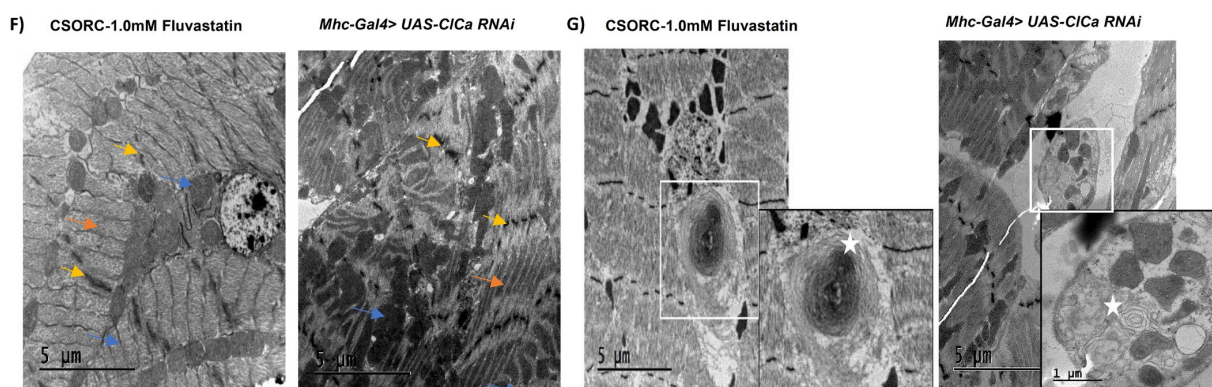 F)
CSORC-1.0mM Fluvastatin
Mhc-Gal4> UAS-ClCa RNAi
5 µm
5 µm
G)
CSORC-1.0mM Fluvastatin
Mhc-Gal4> UAS-ClCa RNAi
5 µm
5 µm
1 µm